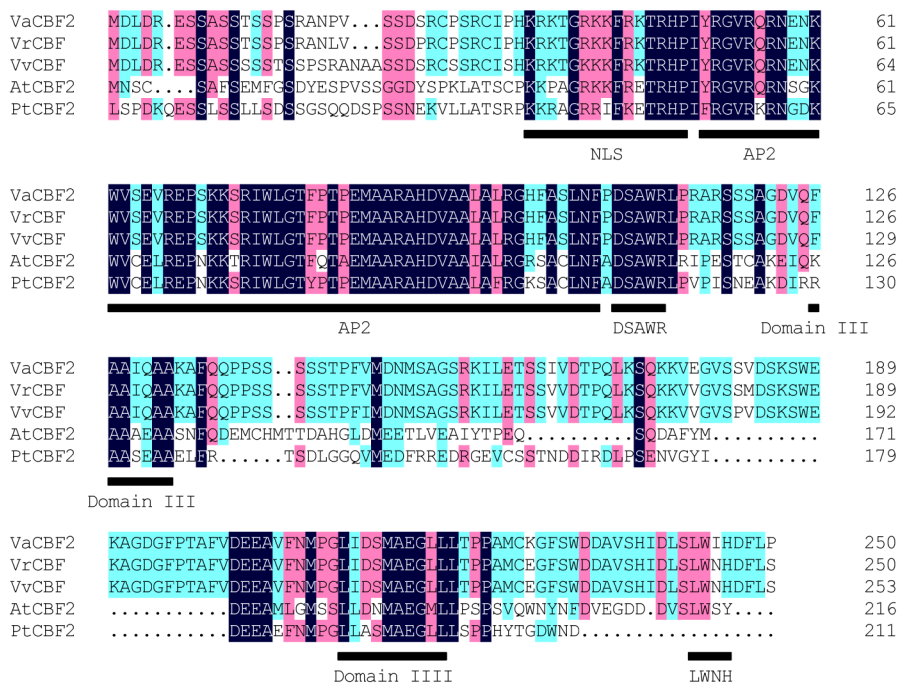 VaCBF2 MDLDR.ESSASSTSSPSRANPV...SSDSRCPSRCIPHKRKTGRKKFRKTRHPIYRGVRQRNENK 61
VrCBF MDLDR.ESSASSTSSPSRANLV...SSDPRCPSRCIPHKRKTGRKKFRKTRHPIYRGVRQRNENK 61
VvCBF MDLDR.ESSASSSSSTSSPSRANAASSDSRCSSRCISHKRKTGRKKFRKTRHPIYRGVRQRNENK 64
AtCBF2 MNSC....SAFSEMFGSDYESPVSSGGDYSPKLATSCPKKPAGRKKFRETRHPIYRGVRQRNSGK 61
PtCBF2 LSPDKQESSLSSLLSDSSGSQQDSPSSNEKVLLATSRPKKRAGRRIFRETRHPIFRGVRKRNGDK 65
NLS AP2
VaCBF2 WVSEVREPSKKSRIWLGTFPTPEMAARAHDVAALALRGHFASLNFPDSAWRLPRARSSSAGDVQF 126
VrCBF WVSEVREPSKKSRIWLGTFPTPEMAARAHDVAALALRGHFASLNFPDSAWRLPRARSSSAGDVQF 126
VvCBF WVSEVREPSKKSRIWLGTFPTPEMAARAHDVAALALRGHFASLNFPDSAWRLPRARSSSAGDVQF 129
AtCBF2 WVCELREPNKKTRIWLGTFQTAEMAARAHDVAALALRGRSACLNFADSAWRLRIPESTCAKEIQK 126
PtCBF2 WVCELREPNKKSRIWLGTYPTPEMAARAHDVAALAFRGKSACLNFADSAWRLPVPISNEAKDIRR 130
AP2 DSAWR Domain III
VaCBF2 AAIQAAKAFQQPPSS..SSSTPFVMDNMSAGSRKILETSSIVDTPQLKSQKKVEGVSSVDSKSWE 189
VrCBF AAIQAAKAFQQPPSS..SSSTPFVMDNMSAGSRKILETSSIVDTPQLKSQKKVEGVSSVDSKSWE 189
VvCBF AAIQAAKAFQQPPSS..SSSTPFIMDNMSAGSRKILETSSVVDTPQLKSQKKVVGVSPVDSKSWE 192
AtCBF2 AAAEAASNFQDEMCHMTTDAHGLDMEETLVEAIYTPEQ..........SQDAFYM.......... 171
PtCBF2 AASEAAELFR......TSDLGGQVMEDFRREDRGEVCSSTNDDIRDLPSENVGYI.......... 179
Domain III
VaCBF2 KAGDGFPTAFVDEEAVFNMPGLIDSMAEGLLLTPPAMCKGFSWDDAVSHIDLSLWIHDFLP 250
VrCBF KAGDGFPTAFVDEEAVFNMPGLIDSMAEGLLLTPPAMCEGFSWDDAVSHIDLSLWNHDFLS 250
VvCBF KAGDGFPTAFVDEEAVFNMPGLIDSMAEGLLLTPPAMCEGFSWDDAVSHIDLSLWNHDFLS 253
AtCBF2 ...........DEEAMLGMSSLLDNMAEGMLLPSPSVQWNYNFDVEGDD.DVSLWSY.... 216
PtCBF2 ...........DEEAEFNMPGLLASMAEGLLLSPPHYTGDWND.................. 211
Domain IIII LWNH